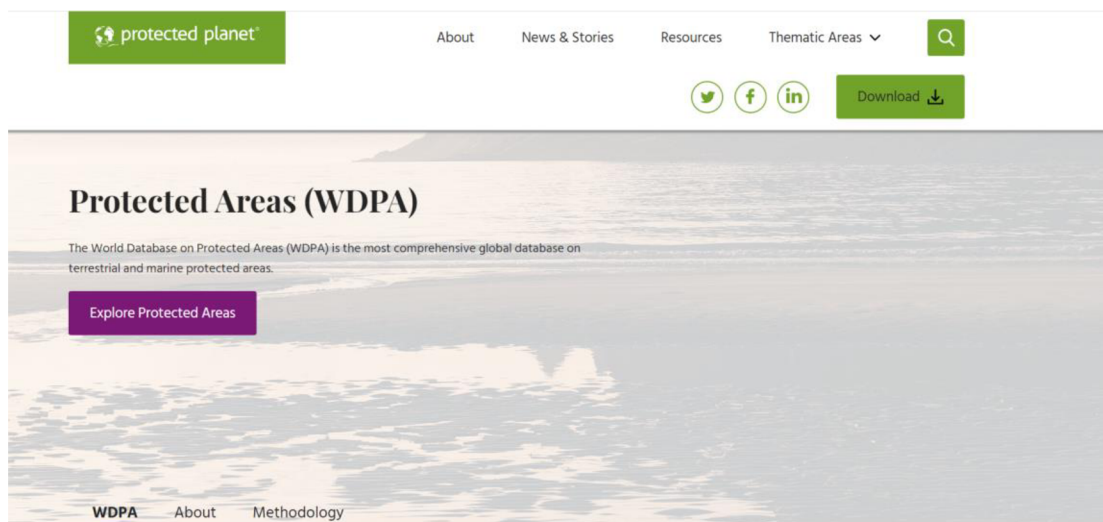 protected planet®
About News & Stories Resources Thematic Areas
Download
Protected Areas (WDPA)
The World Database on Protected Areas (WDPA) is the most comprehensive global database on
terrestrial and marine protected areas.
Explore Protected Areas
WDPA About Methodology